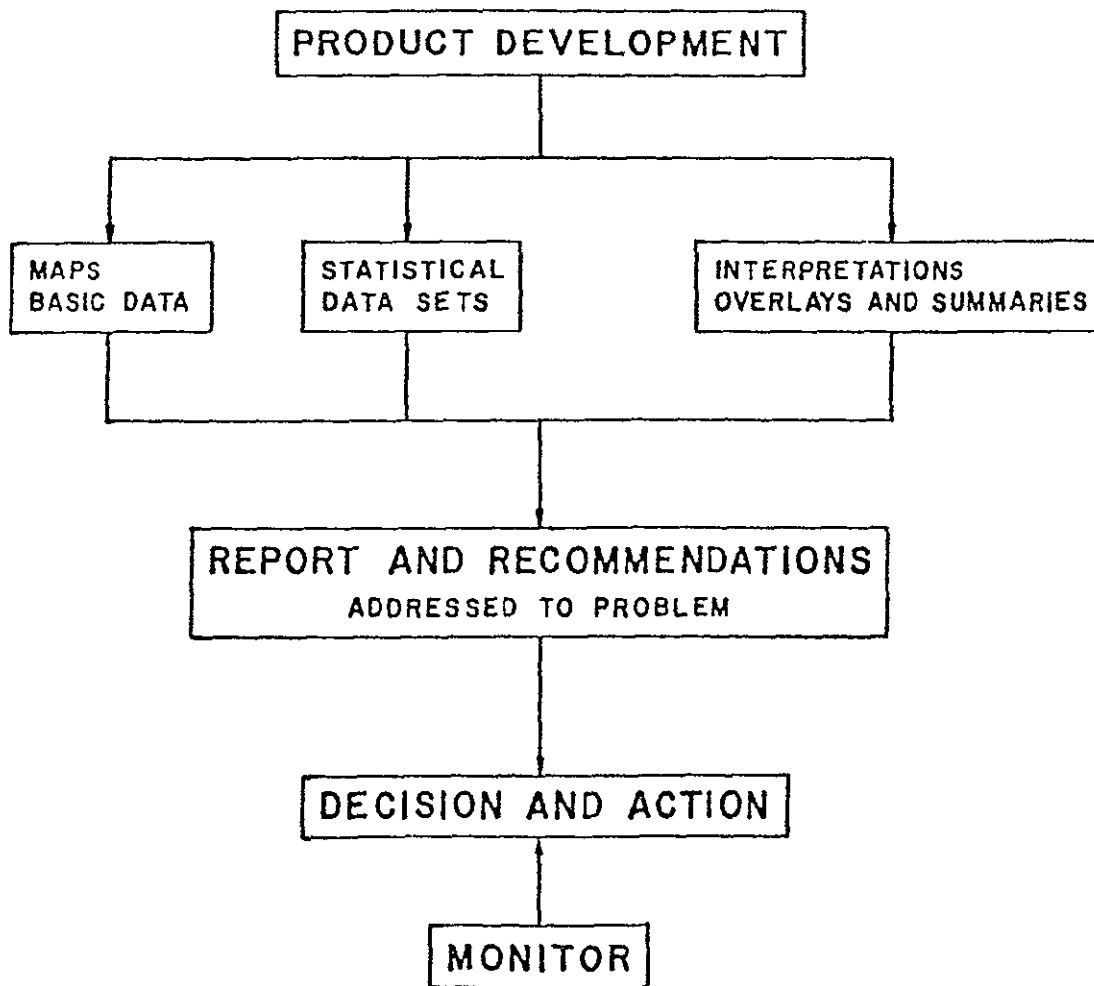 PRODUCT DEVELOPMENT
MAPS
BASIC DATA
STATISTICAL
DATA SETS
INTERPRETATIONS
OVERLAYS AND SUMMARIES
REPORT AND RECOMMENDATIONS
ADDRESSED TO PROBLEM
DECISION AND ACTION
MONITOR